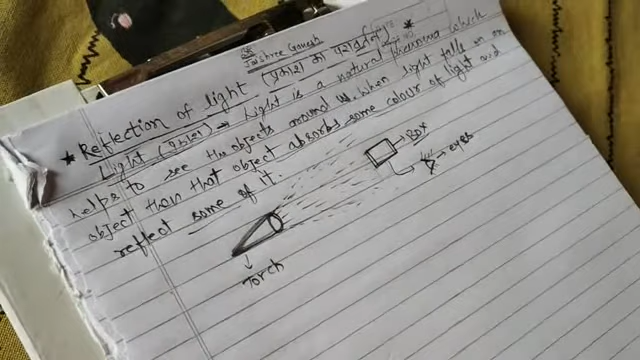 ॐ
Jaishree Ganesh
* Reflection of light (प्रकाश का परावर्तन) *
Light (प्रकाश) → Light is a natural phenomena which
helps to see the objects around us. When light falls on an
object then that object absorbs some colour of light and
reflect some of it.
→ Box
→ eyes
Torch